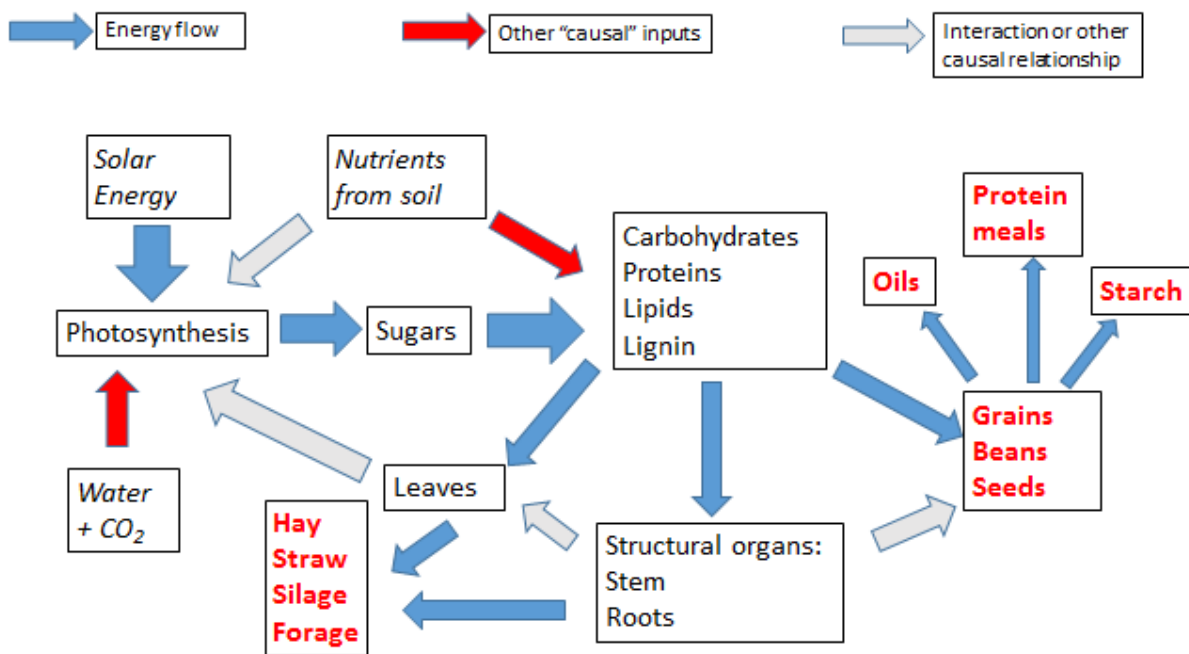 Energy flow
Other “causal” inputs
Interaction or other
causal relationship
Solar
Energy
Nutrients
from soil
Carbohydrates
Proteins
Lipids
Lignin
Protein
meals
Oils
Starch
Photosynthesis
Sugars
Grains
Beans
Seeds
Water
+ CO₂
Leaves
Hay
Straw
Silage
Forage
Structural organs:
Stem
Roots